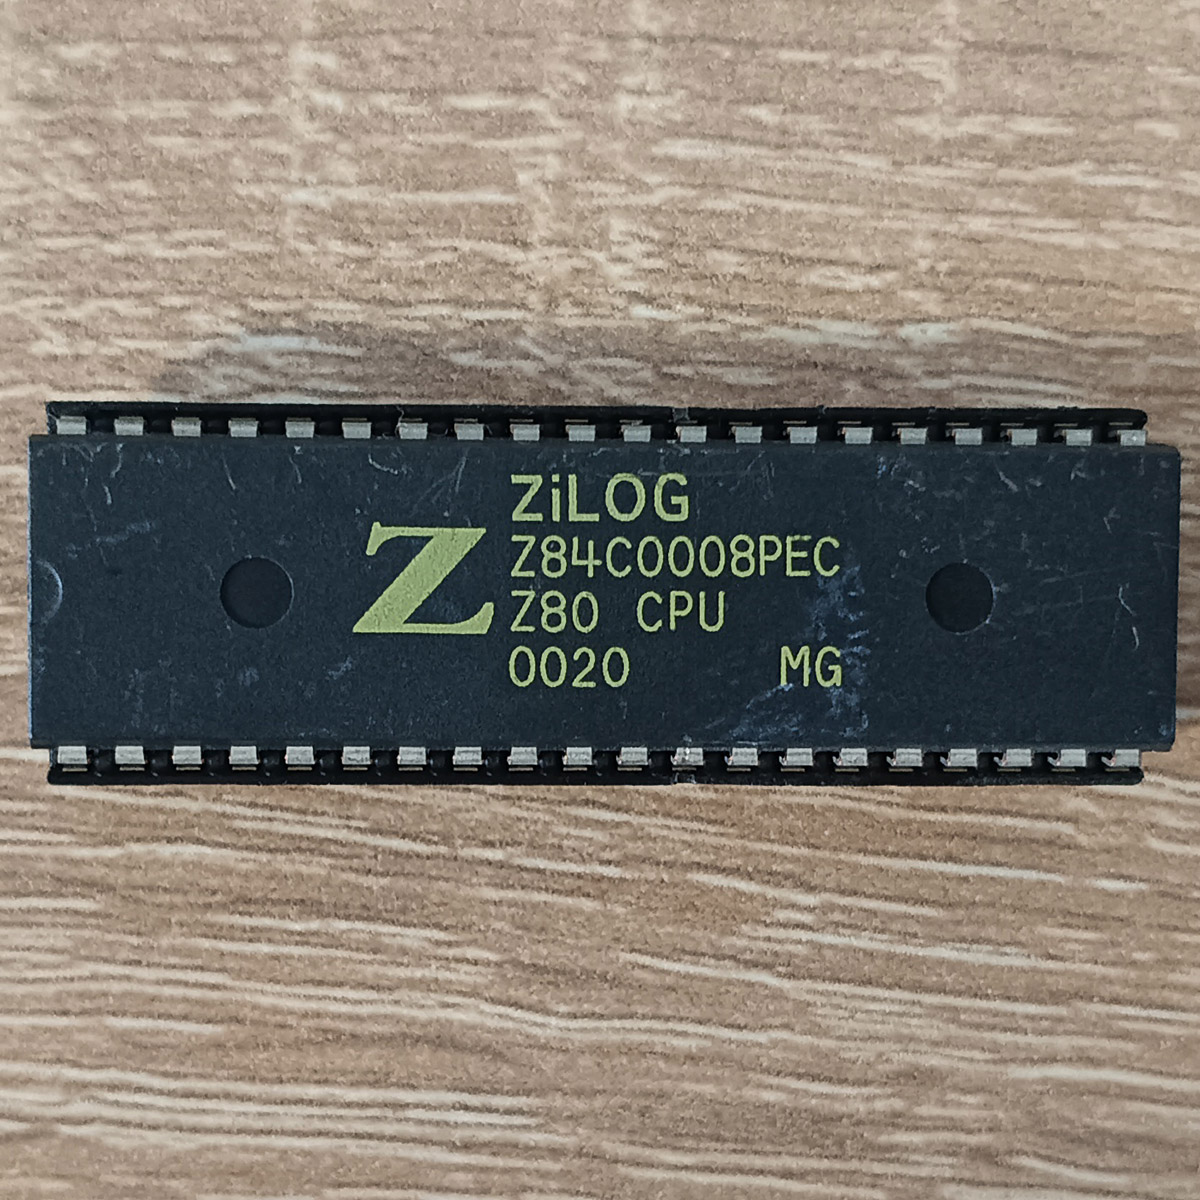 Z
ZiLOG
Z84C0008PEC
Z80 CPU
0020 MG